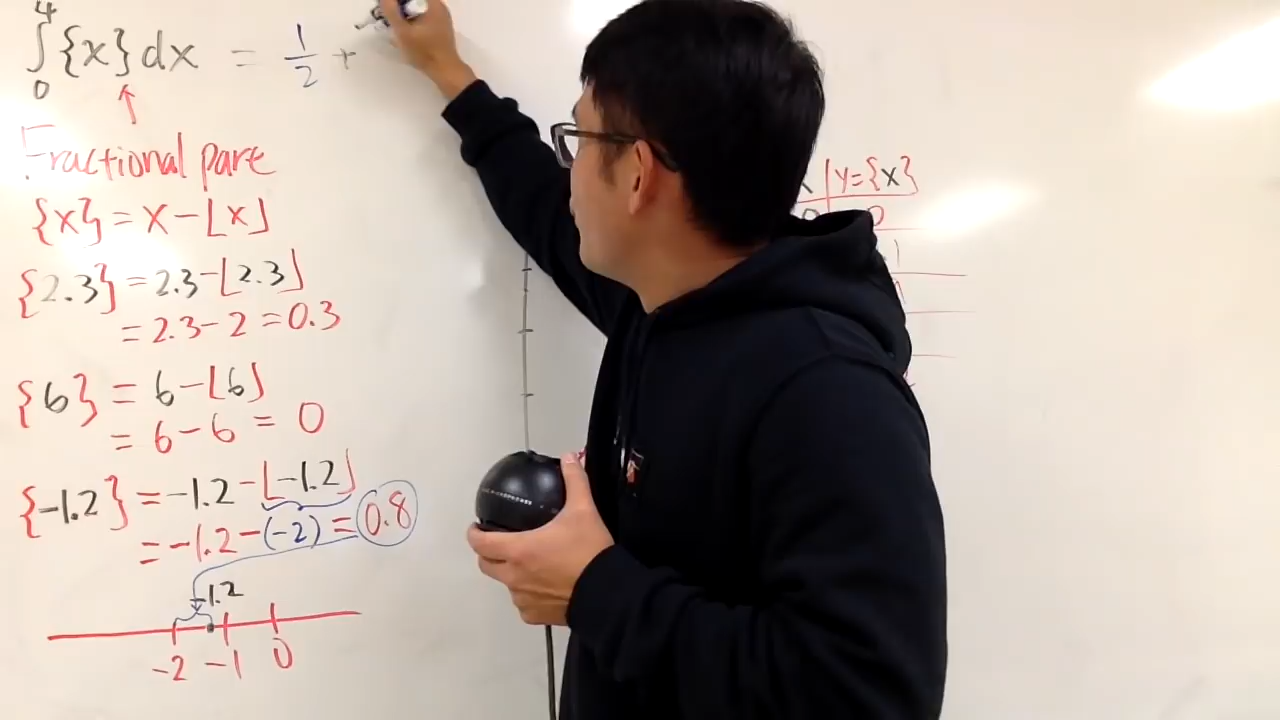 ∫₀⁴ {x} dx = 1/2 +
Fractional part
{x} = x - ⌊x⌋
{2.3} = 2.3 - ⌊2.3⌋
= 2.3 - 2 = 0.3
{6} = 6 - ⌊6⌋
= 6 - 6 = 0
{-1.2} = -1.2 - ⌊-1.2⌋
= -1.2 - (-2) = 0.8
-1.2
-2 -1 0
x | y = {x}
0 0